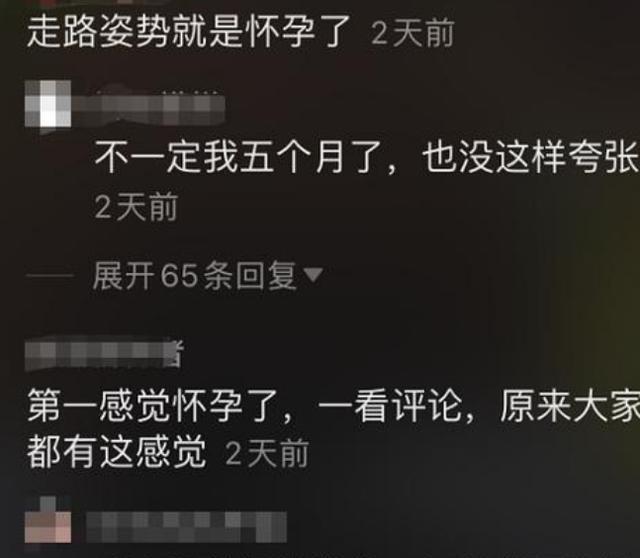 走路姿势就是怀孕了 2天前
不一定我五个月了，也没这样夸张
2天前
展开65条回复▼
第一感觉怀孕了，一看评论，原来大家
都有这感觉 2天前